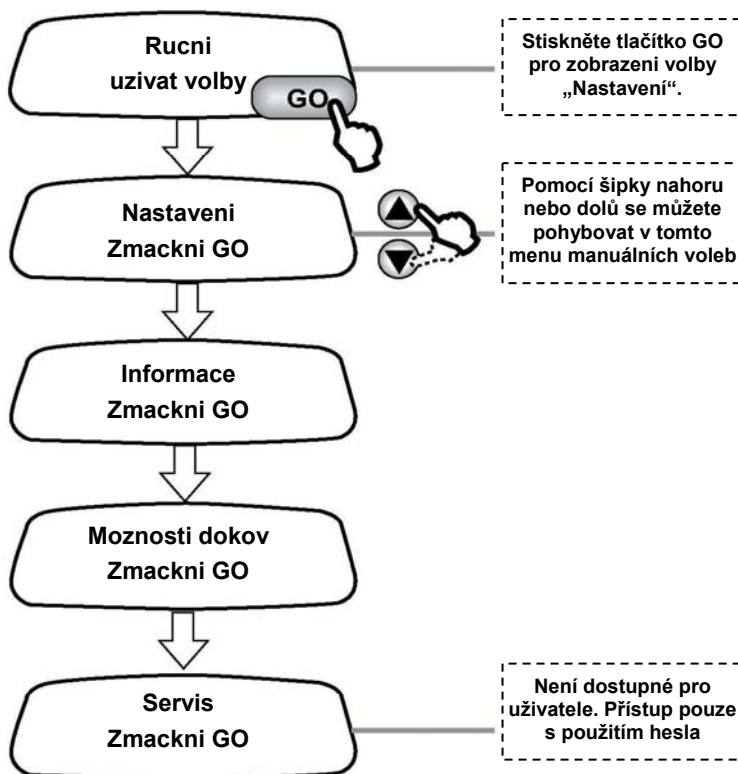 Rucni
uzivat volby
GO
Stiskněte tlačítko GO
pro zobrazeni volby
„Nastavení“.
Nastaveni
Zmackni GO
Pomocí šipky nahoru
nebo dolů se můžete
pohybovat v tomto
menu manuálních voleb
Informace
Zmackni GO
Moznosti dokov
Zmackni GO
Servis
Zmackni GO
Není dostupné pro
uživatele. Přístup pouze
s použitím hesla